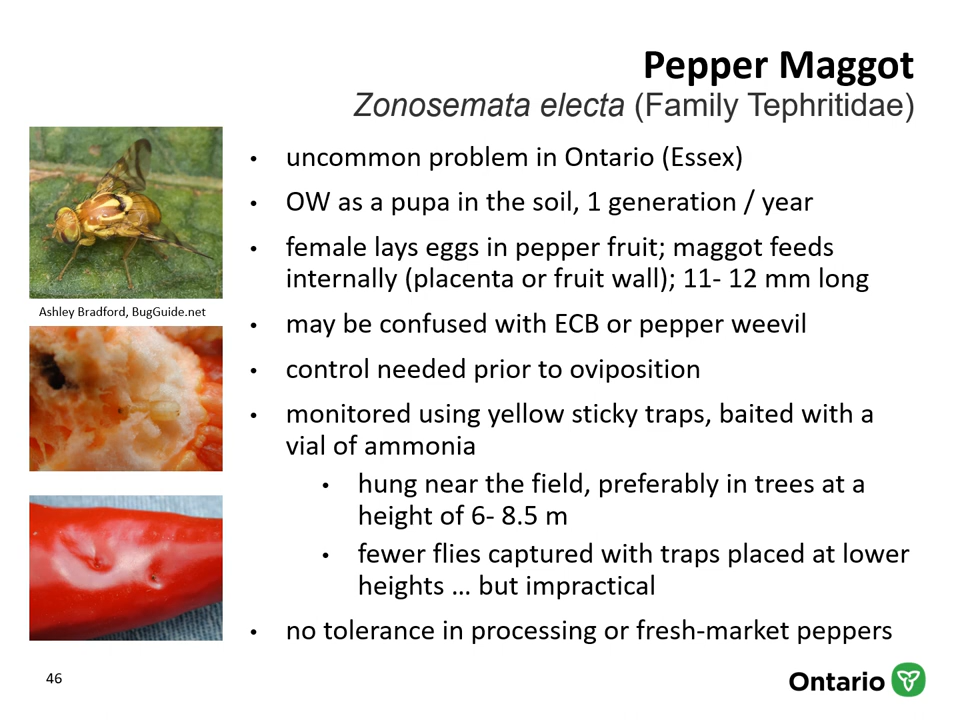 Pepper Maggot
Zonosemata electa (Family Tephritidae)
• uncommon problem in Ontario (Essex)
• OW as a pupa in the soil, 1 generation / year
• female lays eggs in pepper fruit; maggot feeds
internally (placenta or fruit wall); 11- 12 mm long
Ashley Bradford, BugGuide.net
• may be confused with ECB or pepper weevil
• control needed prior to oviposition
• monitored using yellow sticky traps, baited with a
vial of ammonia
• hung near the field, preferably in trees at a
height of 6- 8.5 m
• fewer flies captured with traps placed at lower
heights … but impractical
• no tolerance in processing or fresh-market peppers
46
Ontario